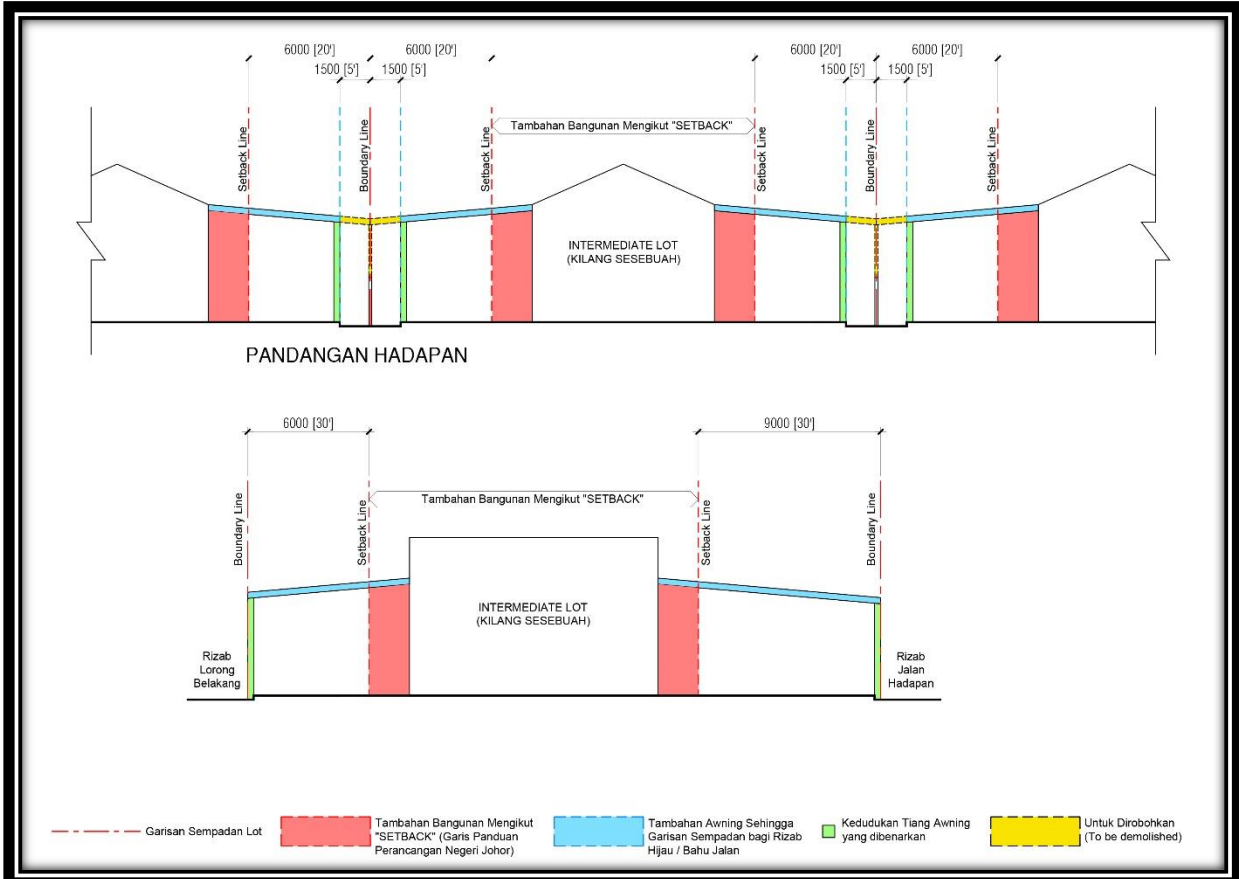 6000 [20'] 6000 [20'] 6000 [20'] 6000 [20']
1500 [5'] 1500 [5'] 1500 [5'] 1500 [5']
Tambahan Bangunan Mengikut "SETBACK"
Setback Line
Boundary Line
Setback Line
Setback Line
Boundary Line
Setback Line
INTERMEDIATE LOT
(KILANG SESEBUAH)
PANDANGAN HADAPAN
6000 [30'] 9000 [30']
Tambahan Bangunan Mengikut "SETBACK"
Boundary Line
Setback Line
Setback Line
Boundary Line
INTERMEDIATE LOT
(KILANG SESEBUAH)
Rizab
Lorong
Belakang
Rizab
Jalan
Hadapan
Garisan Sempadan Lot
Tambahan Bangunan Mengikut
"SETBACK" (Garis Panduan
Perancangan Negeri Johor)
Tambahan Awning Sehingga
Garisan Sempadan bagi Rizab
Hijau / Bahu Jalan
Kedudukan Tiang Awning
yang dibenarkan
Untuk Dirobohkan
(To be demolished)